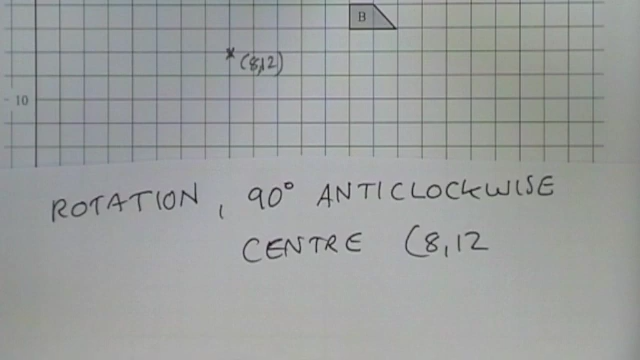 B
(8,12)
10
ROTATION, 90° ANTICLOCKWISE
CENTRE (8,12